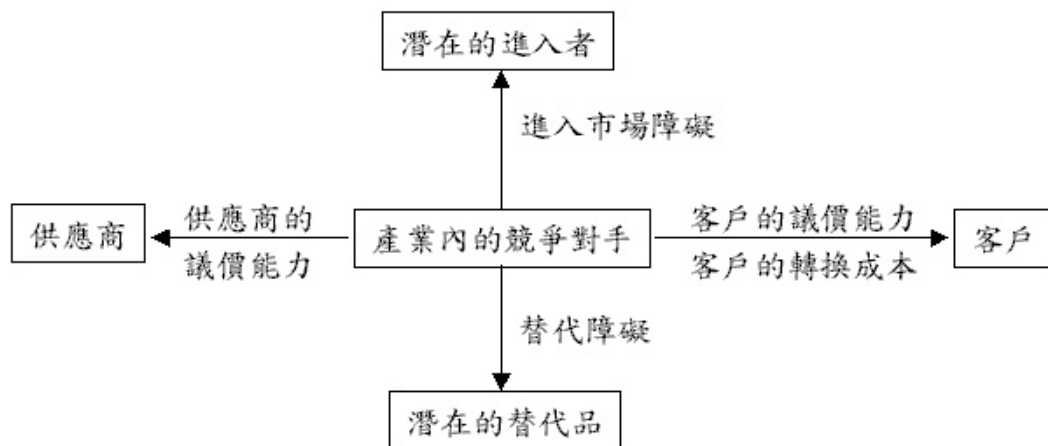 潛在的進入者
進入市場障礙
供應商
供應商的
議價能力
產業內的競爭對手
客戶的議價能力
客戶的轉換成本
客戶
替代障礙
潛在的替代品